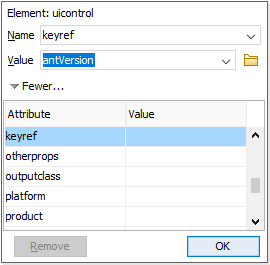 Element: uicontrol
Name keyref
Value antVersion
Fewer...
Attribute Value
keyref
otherprops
outputclass
platform
product
Remove OK